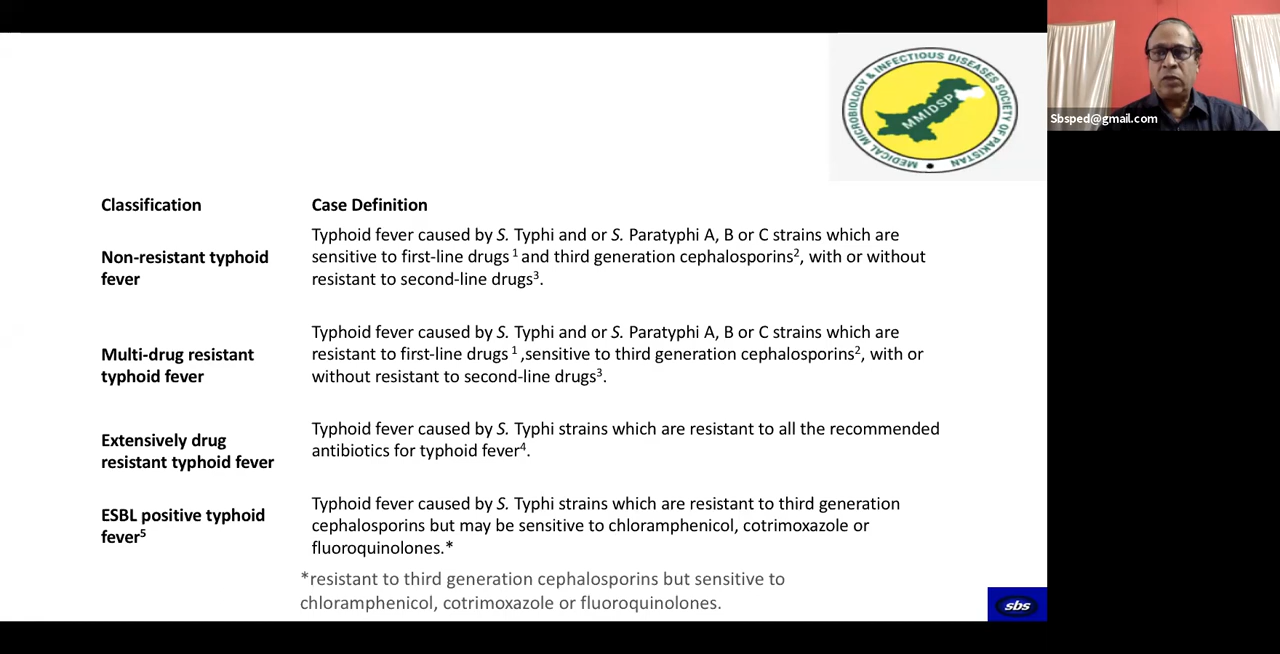 MEDICAL MICROBIOLOGY & INFECTIOUS DISEASES SOCIETY OF PAKISTAN
MMIDSP
Sbsped@gmail.com
Classification Case Definition
Non-resistant typhoid
fever
Typhoid fever caused by S. Typhi and or S. Paratyphi A, B or C strains which are
sensitive to first-line drugs ¹ and third generation cephalosporins², with or without
resistant to second-line drugs³.
Multi-drug resistant
typhoid fever
Typhoid fever caused by S. Typhi and or S. Paratyphi A, B or C strains which are
resistant to first-line drugs ¹ ,sensitive to third generation cephalosporins², with or
without resistant to second-line drugs³.
Extensively drug
resistant typhoid fever
Typhoid fever caused by S. Typhi strains which are resistant to all the recommended
antibiotics for typhoid fever⁴.
ESBL positive typhoid
fever⁵
Typhoid fever caused by S. Typhi strains which are resistant to third generation
cephalosporins but may be sensitive to chloramphenicol, cotrimoxazole or
fluoroquinolones.*
*resistant to third generation cephalosporins but sensitive to
chloramphenicol, cotrimoxazole or fluoroquinolones.
sbs